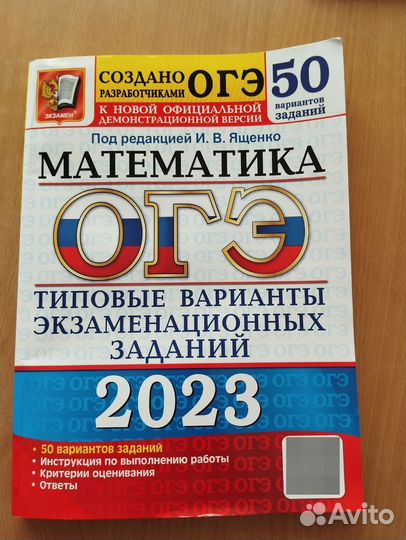 СОЗДАНО
РАЗРАБОТЧИКАМИ ОГЭ
К НОВОЙ ОФИЦИАЛЬНОЙ
ДЕМОНСТРАЦИОННОЙ ВЕРСИИ
50
вариантов
заданий
ЭКЗАМЕН
Под редакцией И. В. Ященко
МАТЕМАТИКА
ОГЭ
ТИПОВЫЕ ВАРИАНТЫ
ЭКЗАМЕНАЦИОННЫХ
ЗАДАНИЙ
2023
• 50 вариантов заданий
• Инструкция по выполнению работы
• Критерии оценивания
• Ответы
Avito